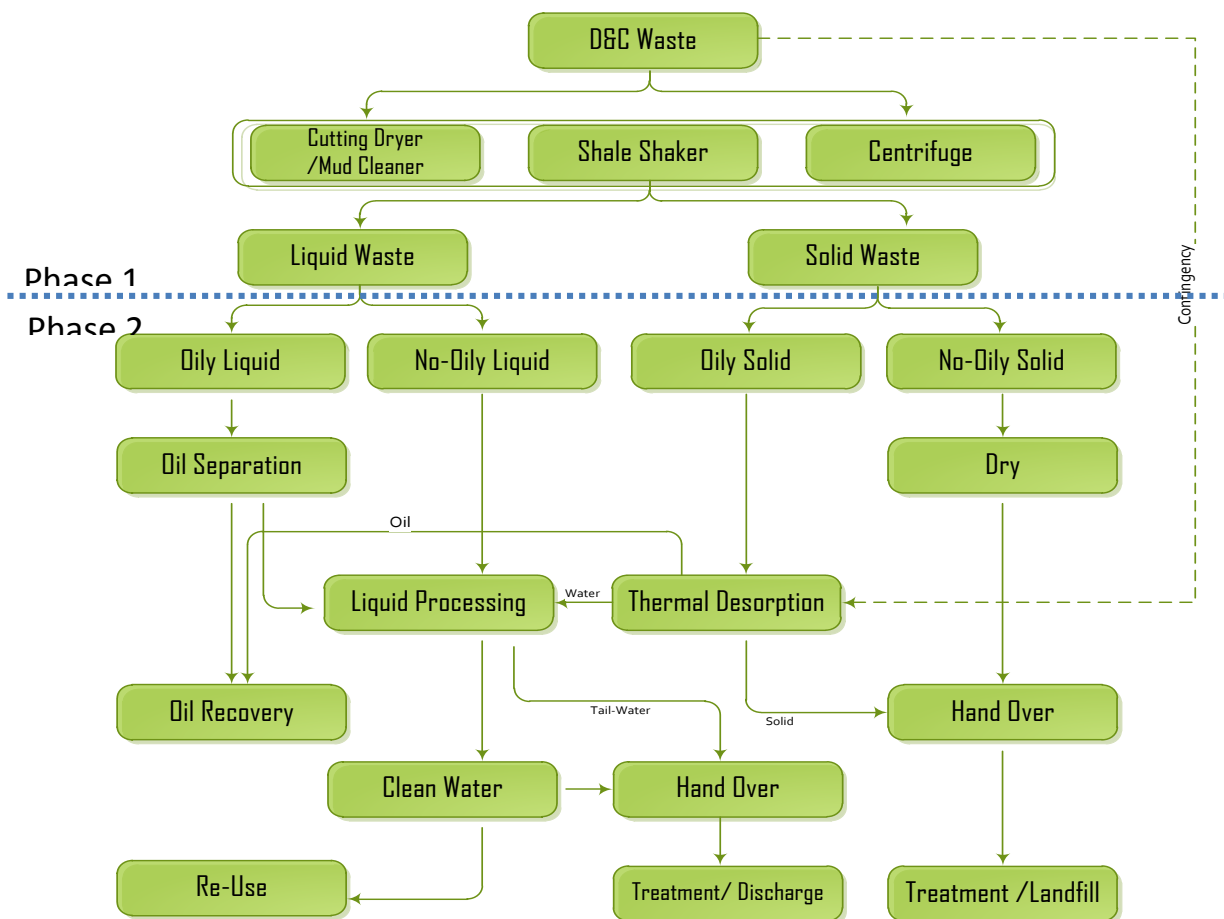 D&C Waste
Cutting Dryer
/Mud Cleaner
Shale Shaker
Centrifuge
Liquid Waste
Solid Waste
Contingency
Phase 1
Phase 2
Oily Liquid
No-Oily Liquid
Oily Solid
No-Oily Solid
Oil Separation
Dry
Oil
Liquid Processing
Water
Thermal Desorption
Oil Recovery
Tail-Water
Solid
Hand Over
Clean Water
Hand Over
Re-Use
Treatment/ Discharge
Treatment /Landfill